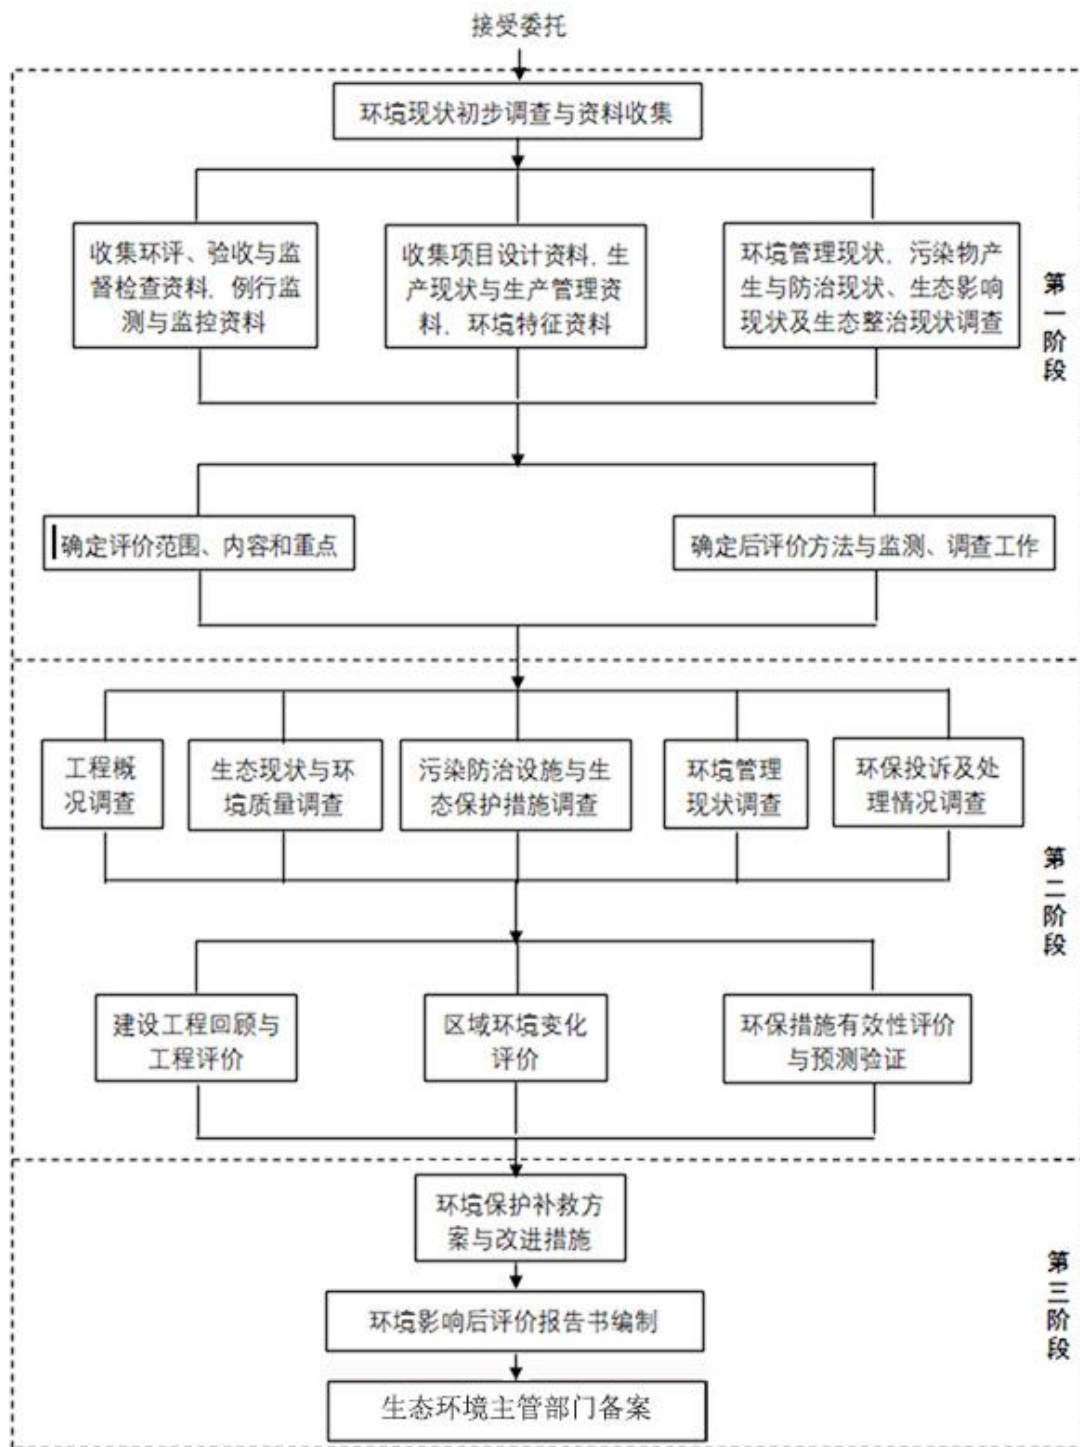 接受委托
环境现状初步调查与资料收集
收集环评、验收与监
督检查资料，例行监
测与监控资料
收集项目设计资料，生
产现状与生产管理资
料，环境特征资料
环境管理现状，污染物产
生与防治现状、生态影响
现状及生态整治现状调查
第一阶段
确定评价范围、内容和重点
确定后评价方法与监测、调查工作
工程概
况调查
生态现状与环
境质量调查
污染防治设施与生
态保护措施调查
环境管理
现状调查
环保投诉及处
理情况调查
第二阶段
建设工程回顾与
工程评价
区域环境变化
评价
环保措施有效性评价
与预测验证
环境保护补救方
案与改进措施
第三阶段
环境影响后评价报告书编制
生态环境主管部门备案